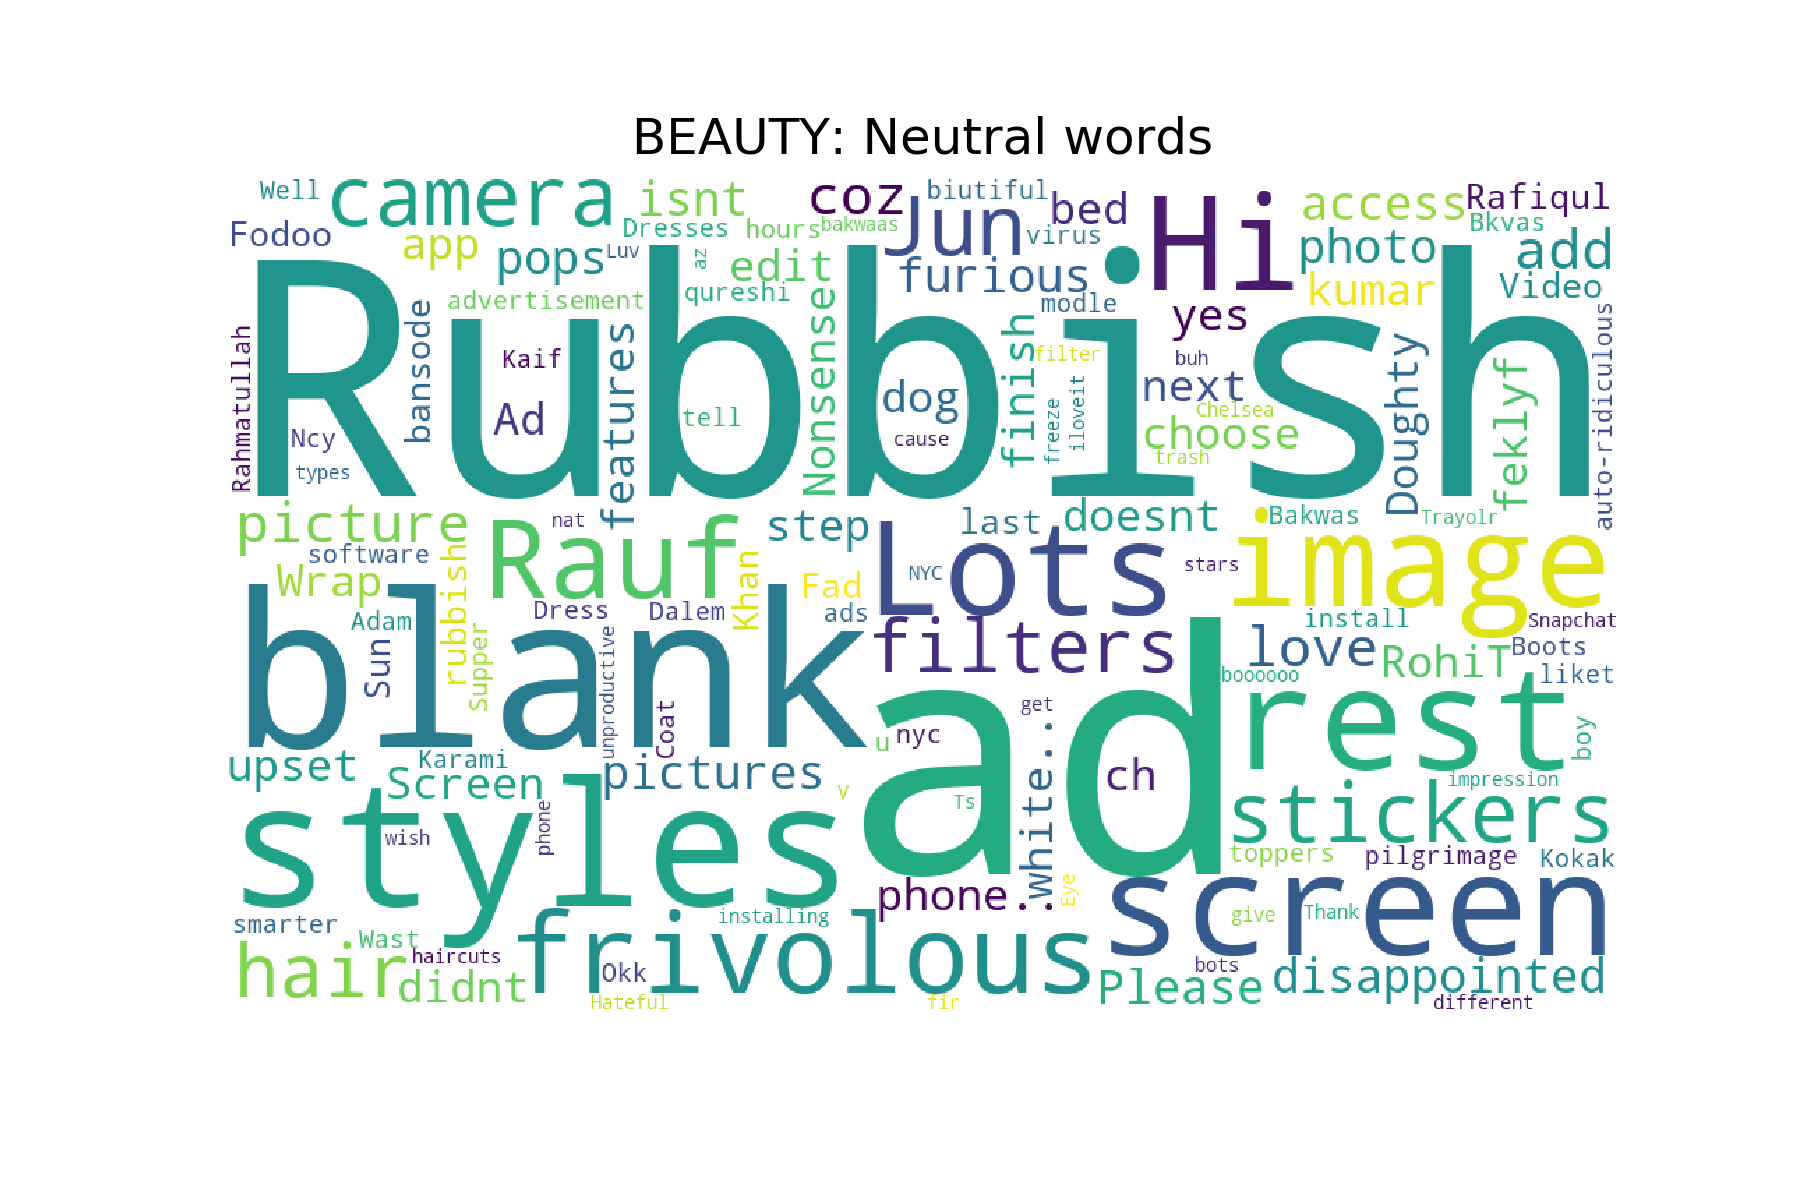 BEAUTY: Neutral words
Well
camera
isnt
coz
biutiful
bed
Hi
access
Rafiqul
Fodoo
app
pops
Luv
Dresses
hours
bakwaas
Jun
virus
photo
Bkvas
add
az
edit
furious
kumar
Video
advertisement
qureshi
modle
yes
Rubbish
Rahmatullah
bansode
Kaif
features
Nonsense
finish
filter
buh
next
Doughty
feklyf
auto-ridiculous
Ncy
Ad
tell
dog
cause
freeze
iloveit
Chelsea
choose
trash
types
picture
nat
step
last
doesnt
Bakwas
Trayolr
software
Rauf
Lots
image
Wrap
rubbish
Khan
Fad
NYC
stars
Adam
Dress
Dalem
ads
install
Snapchat
blank
Sun
Supper
unproductive
Coat
filters
love
RohiT
Boots
boooooo
liket
get
rest
upset
Karami
Screen
pictures
u
nyc
ad
ch
white...
boy
impression
styles
wish
phone
v
Ts
stickers
toppers
pilgrimage
Kokak
phone..
Eye
screen
smarter
Wast
installing
give
Thank
hair
haircuts
didnt
frivolous
Okk
Hateful
fir
Please
bots
disappointed
different